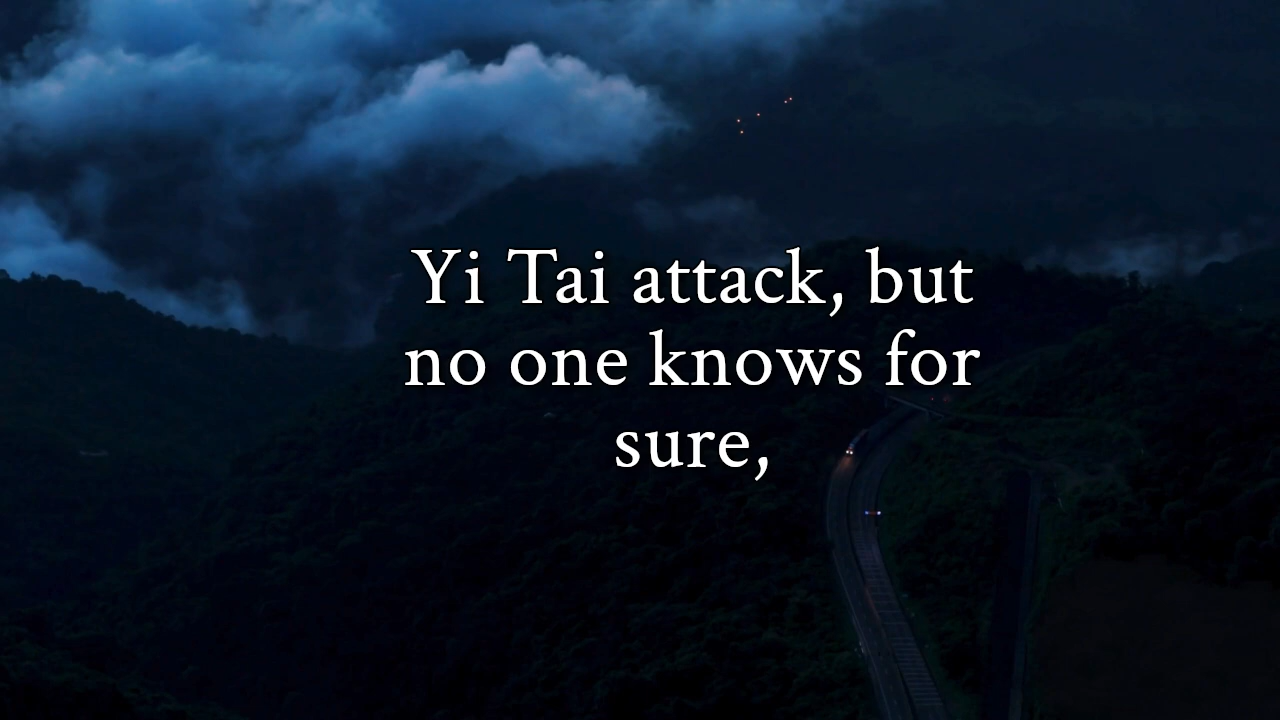 Yi Tai attack, but
no one knows for
sure,